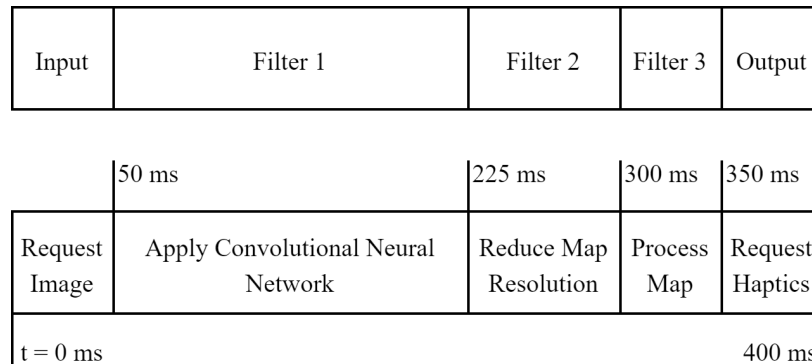 Input Filter 1 Filter 2 Filter 3 Output
50 ms 225 ms 300 ms 350 ms
Request Image
Apply Convolutional Neural
Network
Reduce Map
Resolution
Process
Map
Request
Haptics
t = 0 ms 400 ms